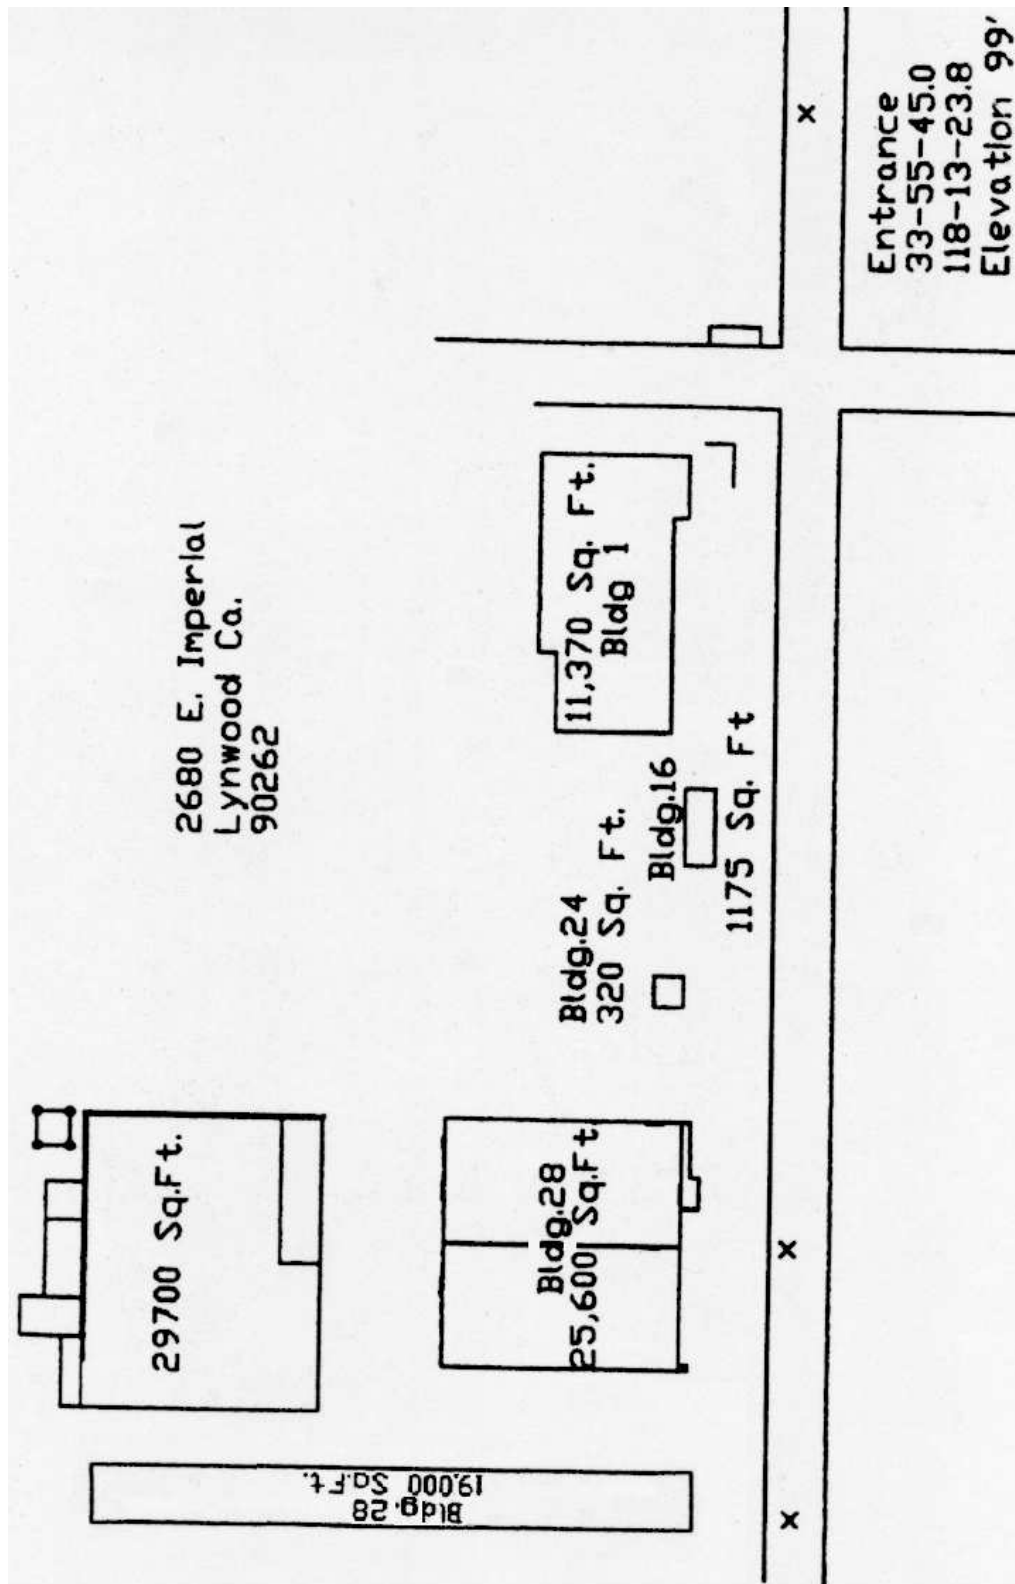 Entrance
33-55-45.0
118-13-23.8
Elevation 99'
2680 E. Imperial
Lynwood Ca.
90262
11,370 Sq. Ft.
Bldg 1
Bldg.16
1175 Sq. Ft
Bldg.24
320 Sq. Ft.
29700 Sq.Ft.
Bldg.28
25,600 Sq.Ft
Bldg.28
19,000 Sq.Ft.
x
x
x